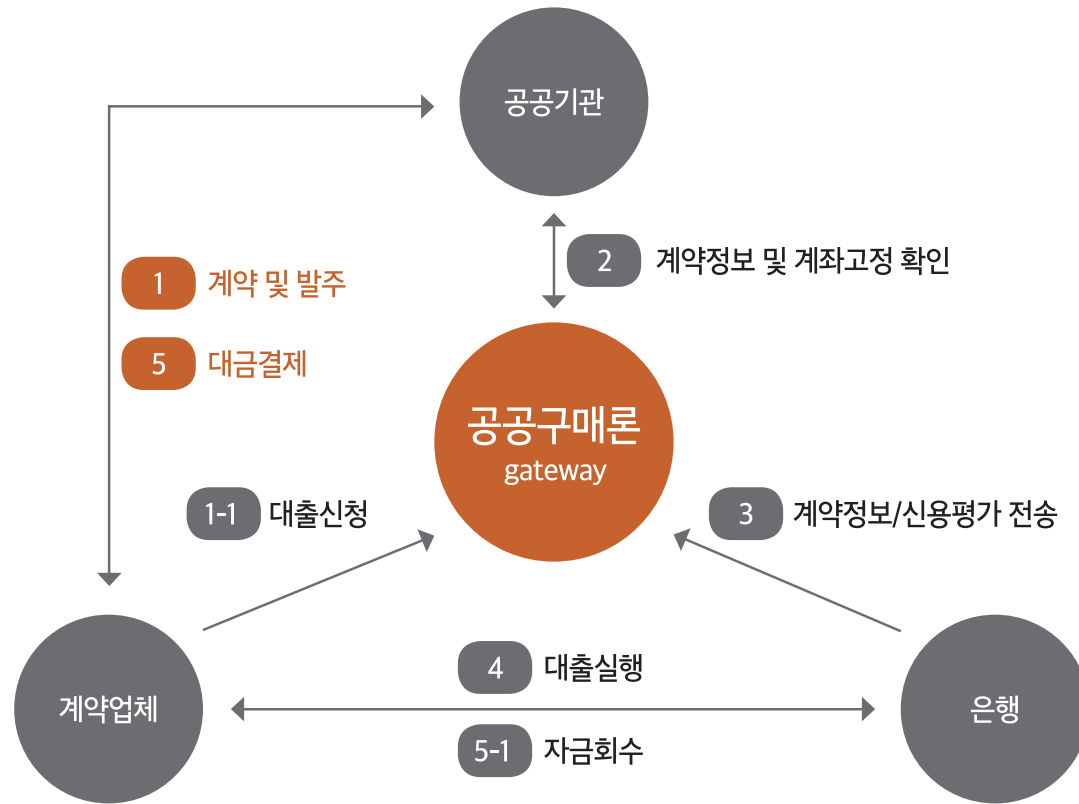 공공기관
2 계약정보 및 계좌고정 확인
1 계약 및 발주
5 대금결제
공공구매론
gateway
1-1 대출신청
3 계약정보/신용평가 전송
4 대출실행
계약업체
은행
5-1 자금회수